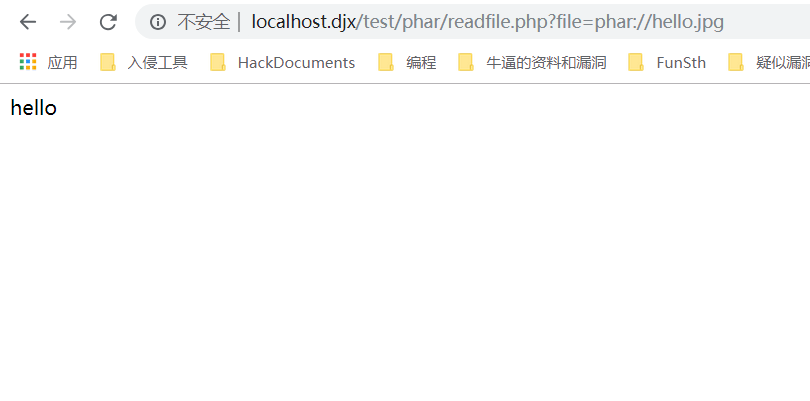 不安全 | localhost.djx/test/phar/readfile.php?file=phar://hello.jpg
应用 入侵工具 HackDocuments 编程 牛逼的资料和漏洞 FunSth 疑似漏洞
hello